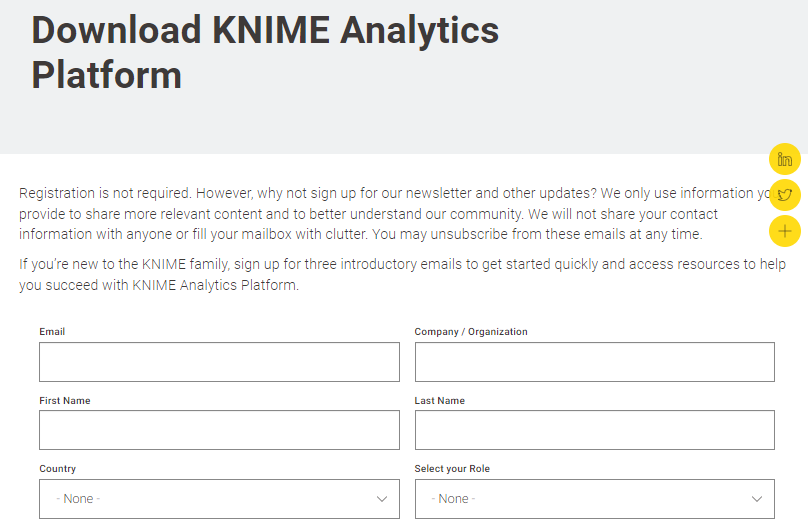 Download KNIME Analytics
Platform
in
Registration is not required. However, why not sign up for our newsletter and other updates? We only use information
provide to share more relevant content and to better understand our community. We will not share your contact
information with anyone or fill your mailbox with clutter. You may unsubscribe from these emails at any time.
If you're new to the KNIME family, sign up for three introductory emails to get started quickly and access resources to help
you succeed with KNIME Analytics Platform.
Email
Company / Organization
First Name
Last Name
Country
Select your Role
- None -
- None -